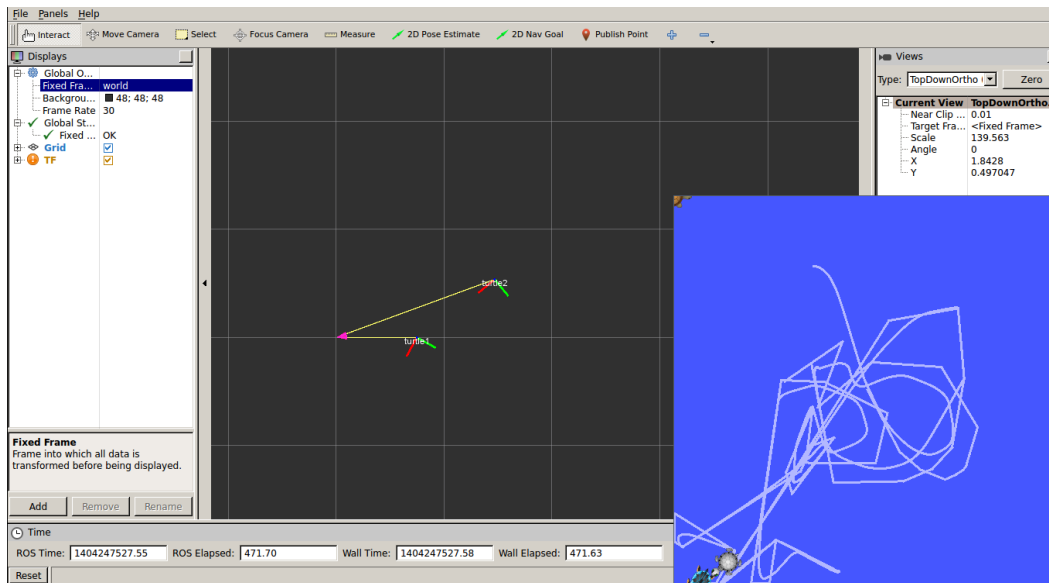 File Panels Help
Interact Move Camera Select Focus Camera Measure 2D Pose Estimate 2D Nav Goal Publish Point
Displays
Global O...
Fixed Fra... world
Backgrou... 48; 48; 48
Frame Rate 30
Global St...
Fixed ... OK
Grid
TF
Fixed Frame
Frame into which all data is
transformed before being displayed.
Add Remove Rename
turtle2
turtle1
Views
Type: TopDownOrtho Zero
Current View TopDownOrtho
Near Clip ... 0.01
Target Fra... <Fixed Frame>
Scale 139.563
Angle 0
X 1.8428
Y 0.497047
Time
ROS Time: 1404247527.55 ROS Elapsed: 471.70 Wall Time: 1404247527.58 Wall Elapsed: 471.63
Reset